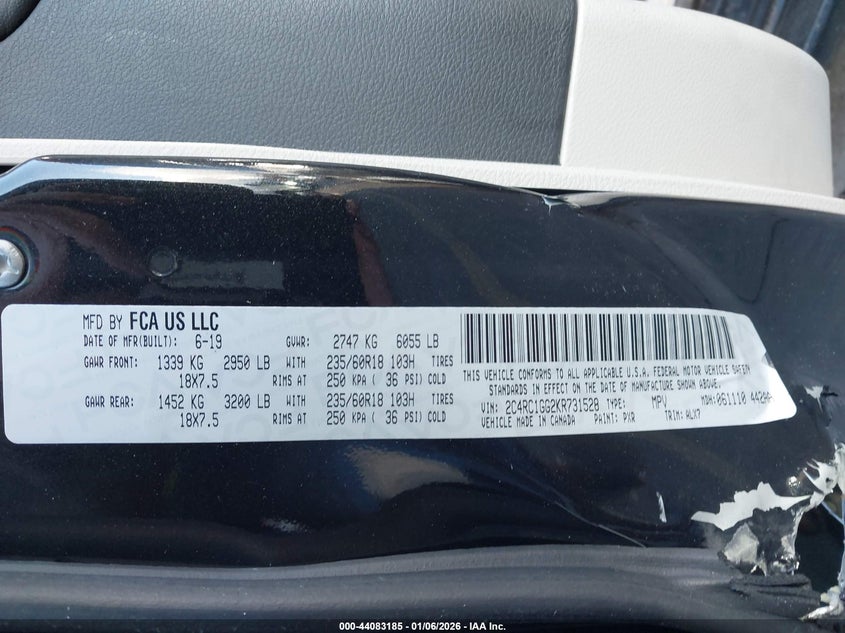 MFD BY FCA US LLC
DATE OF MFR(BUILT): 6-19 GVWR: 2747 KG 6055 LB
GAWR FRONT: 1339 KG 2950 LB WITH 235/60R18 103H TIRES
18X7.5 RIMS AT 250 KPA ( 36 PSI) COLD
GAWR REAR: 1452 KG 3200 LB WITH 235/60R18 103H TIRES
18X7.5 RIMS AT 250 KPA ( 36 PSI) COLD
THIS VEHICLE CONFORMS TO ALL APPLICABLE U.S.A. FEDERAL MOTOR VEHICLE SAFETY
STANDARDS IN EFFECT ON THE DATE OF MANUFACTURE SHOWN ABOVE.
VIN: 2C4RC1GG2KR731528 TYPE: MPV MDH: 061110
VEHICLE MADE IN CANADA PAINT: PXR TRIM: ALX7
000-44083185 - 01/06/2026 - IAA Inc.